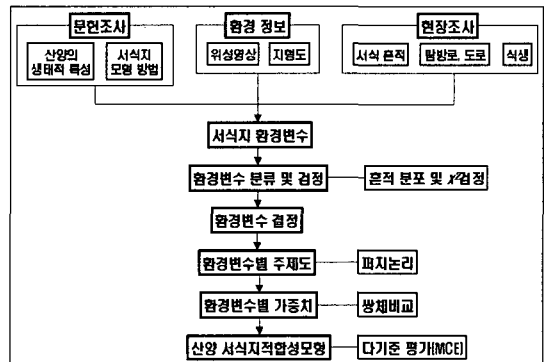 문헌조사
환경 정보
현장조사
산양의
생태적 특성
서식지
모형 방법
위성영상
지형도
서식 흔적
탐방로, 도로
식생
서식지 환경변수
환경변수 분류 및 검정
흔적 분포 및 χ²검정
환경변수 결정
환경변수별 주제도
퍼지논리
환경변수별 가중치
쌍체비교
산양 서식지적합성모형
다기준 평가(MCE)